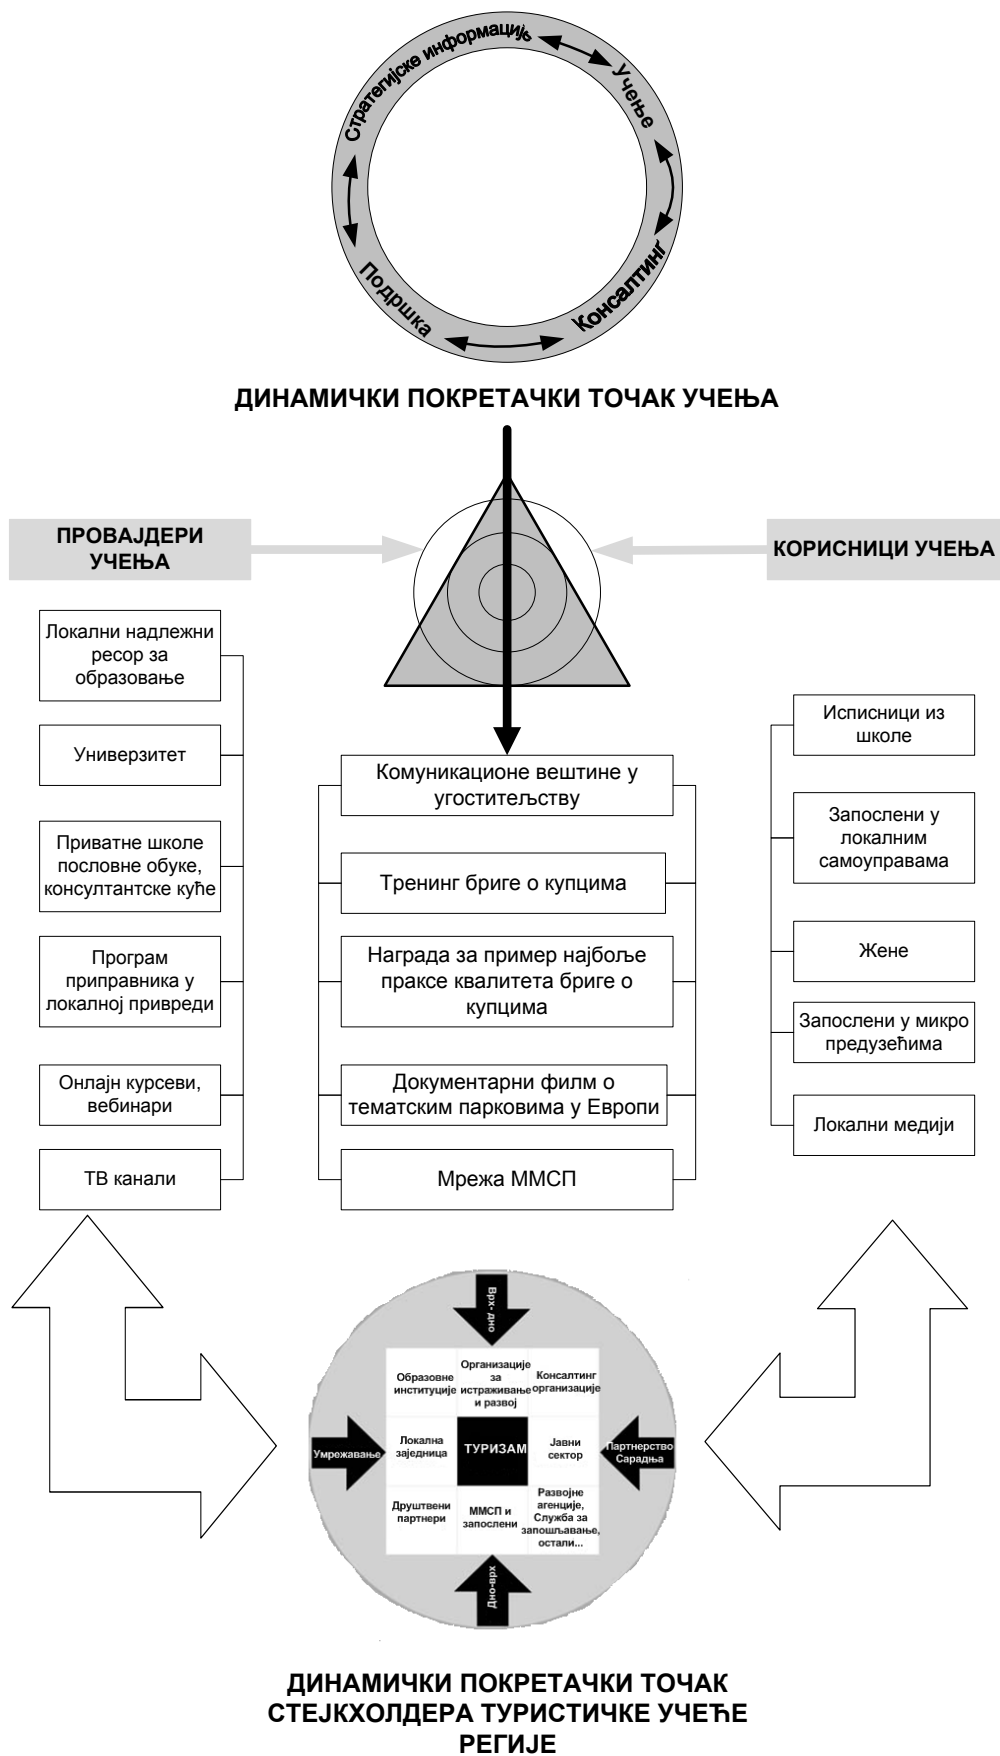 Стратегијске информације
Учење
Консалтинг
Подршка
ДИНАМИЧКИ ПОКРЕТАЧКИ ТОЧАК УЧЕЊА
ПРОВАЈДЕРИ
УЧЕЊА
КОРИСНИЦИ УЧЕЊА
Локални надлежни
ресор за
образовање
Универзитет
Приватне школе
пословне обуке,
консултантске куће
Програм
приправника у
локалној привреди
Онлајн курсеви,
вебинари
ТВ канали
Комуникационе вештине у
угоститељству
Тренинг бриге о купцима
Награда за пример најбоље
праксе квалитета бриге о
купцима
Документарни филм о
тематским парковима у Европи
Мрежа ММСП
Исписници из
школе
Запослени у
локалним
самоуправама
Жене
Запослени у микро
предузећима
Локални медији
Врх- дно
Образовне
институције
Организације
за
истраживање
и развој
Консалтинг
организације
Умрежавање
Локална
заједница
ТУРИЗАМ
Јавни
сектор
Партнерство
Сарадња
Друштвени
партнери
ММСП и
запослени
Развојне
агенције,
Служба за
запошљавање,
остали...
Дно-врх
ДИНАМИЧКИ ПОКРЕТАЧКИ ТОЧАК
СТЕЈКХОЛДЕРА ТУРИСТИЧКЕ УЧЕЋЕ
РЕГИЈЕ